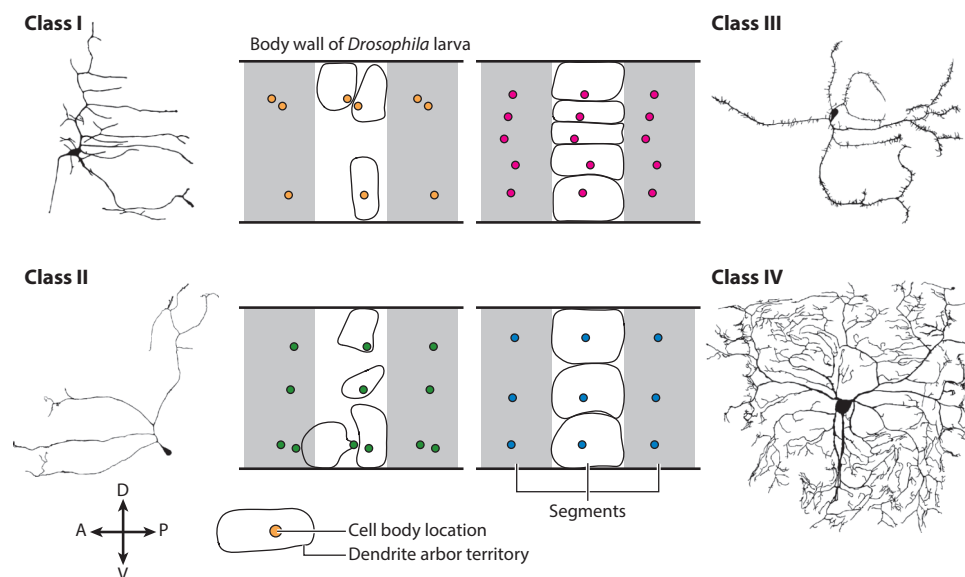 Class I
Body wall of Drosophila larva
Class III
Class II
Class IV
D
A
P
V
Segments
Cell body location
Dendrite arbor territory